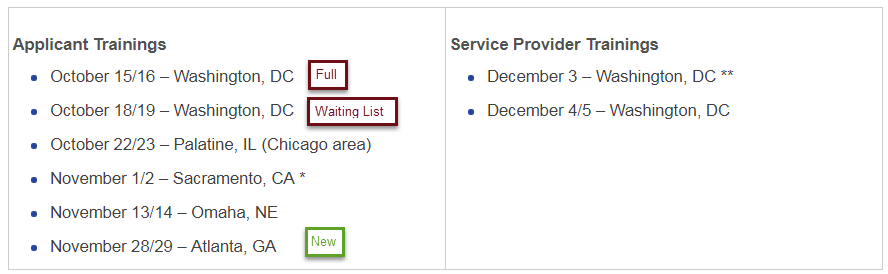 Applicant Trainings
October 15/16 – Washington, DC Full
October 18/19 – Washington, DC Waiting List
October 22/23 – Palatine, IL (Chicago area)
November 1/2 – Sacramento, CA *
November 13/14 – Omaha, NE
November 28/29 – Atlanta, GA New
Service Provider Trainings
December 3 – Washington, DC **
December 4/5 – Washington, DC